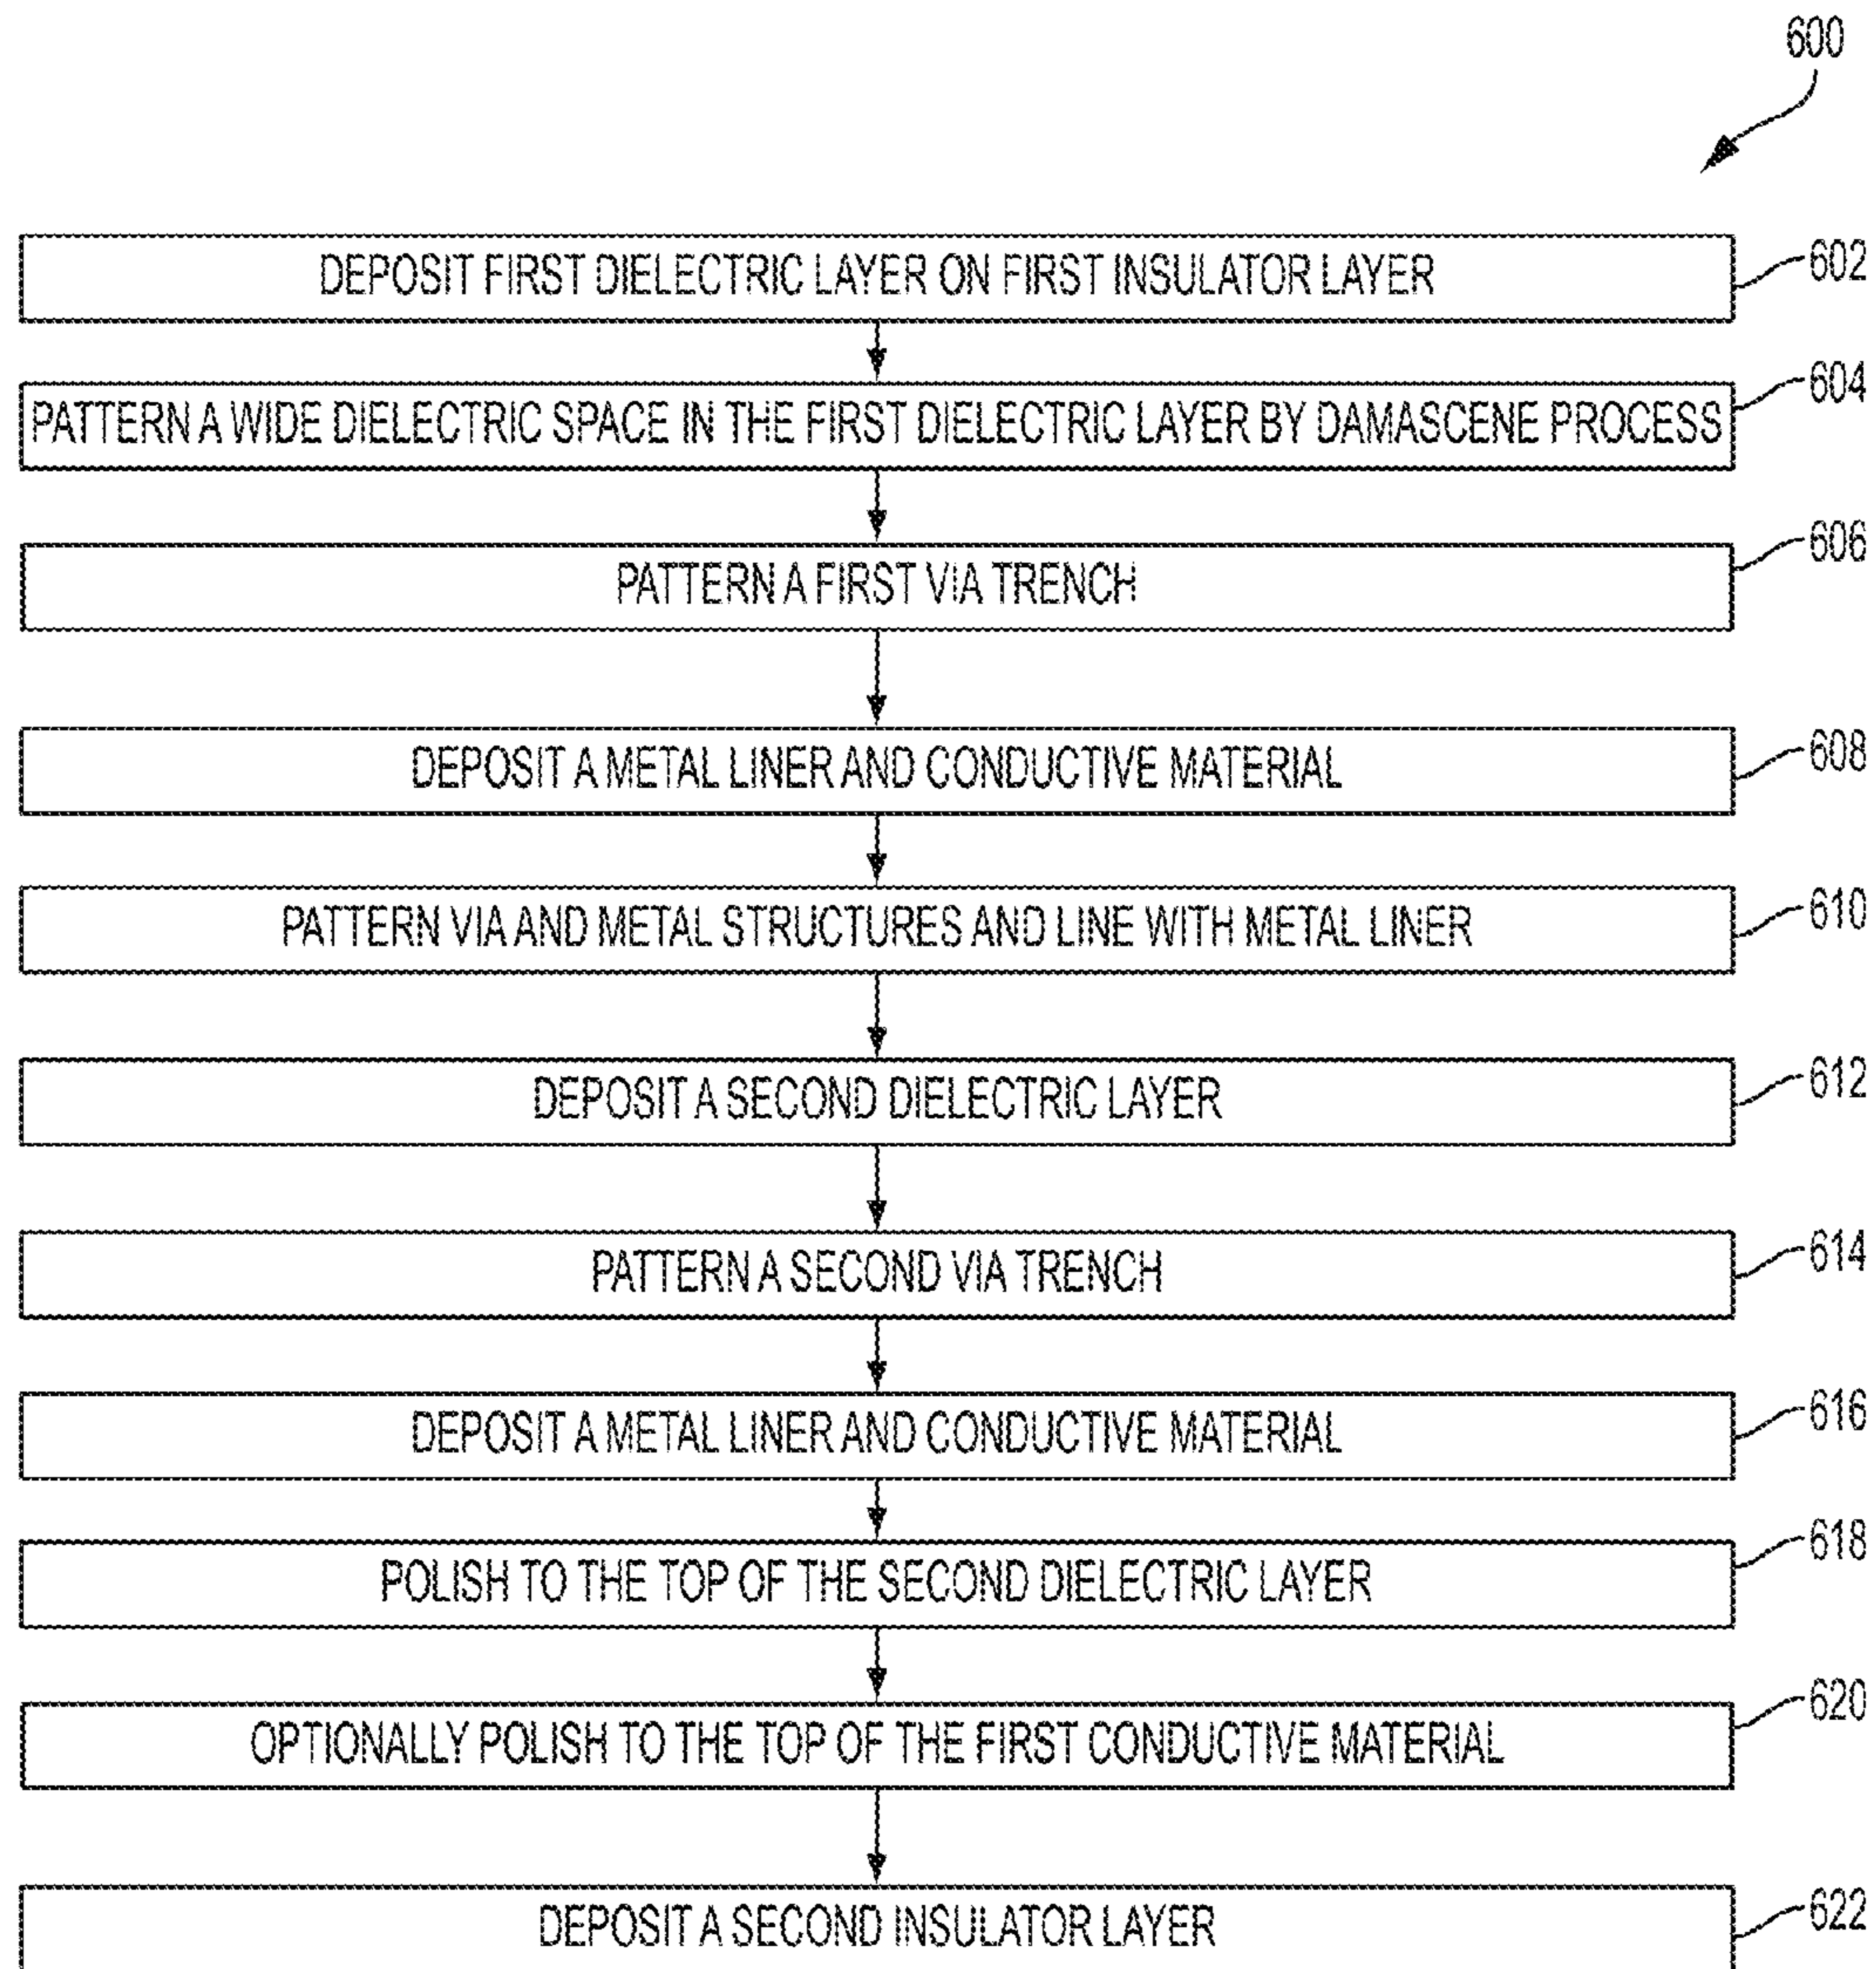 600
DEPOSIT FIRST DIELECTRIC LAYER ON FIRST INSULATOR LAYER
602
PATTERN A WIDE DIELECTRIC SPACE IN THE FIRST DIELECTRIC LAYER BY DAMASCENE PROCESS
604
PATTERN A FIRST VIA TRENCH
606
DEPOSIT A METAL LINER AND CONDUCTIVE MATERIAL
608
PATTERN VIA AND METAL STRUCTURES AND LINE WITH METAL LINER
610
DEPOSIT A SECOND DIELECTRIC LAYER
612
PATTERN A SECOND VIA TRENCH
614
DEPOSIT A METAL LINER AND CONDUCTIVE MATERIAL
616
POLISH TO THE TOP OF THE SECOND DIELECTRIC LAYER
618
OPTIONALLY POLISH TO THE TOP OF THE FIRST CONDUCTIVE MATERIAL
620
DEPOSIT A SECOND INSULATOR LAYER
622